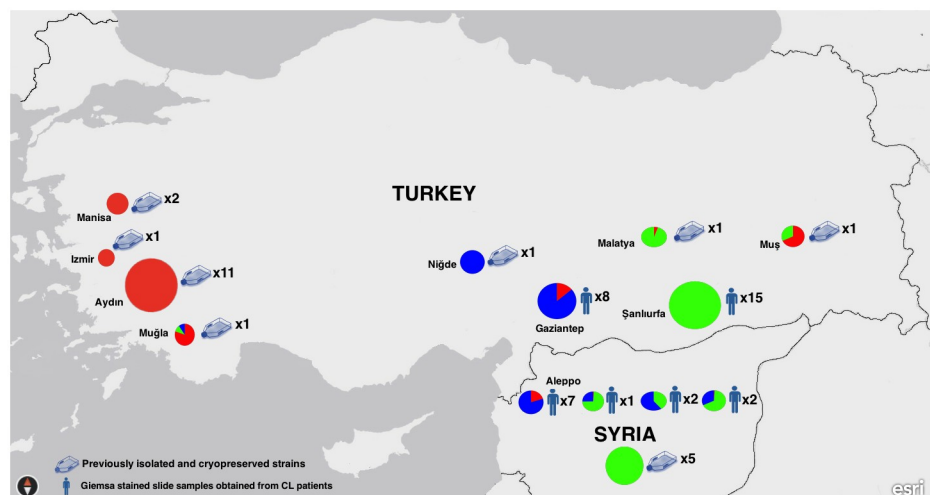 TURKEY
Manisa
x2
Izmir
x1
Aydın
x11
Muğla
x1
Niğde
x1
Malatya
x1
Muş
x1
Gaziantep
x8
Şanlıurfa
x15
Aleppo
x7
x1
x2
x2
SYRIA
x5
Previously isolated and cryopreserved strains
Giemsa stained slide samples obtained from CL patients
esri